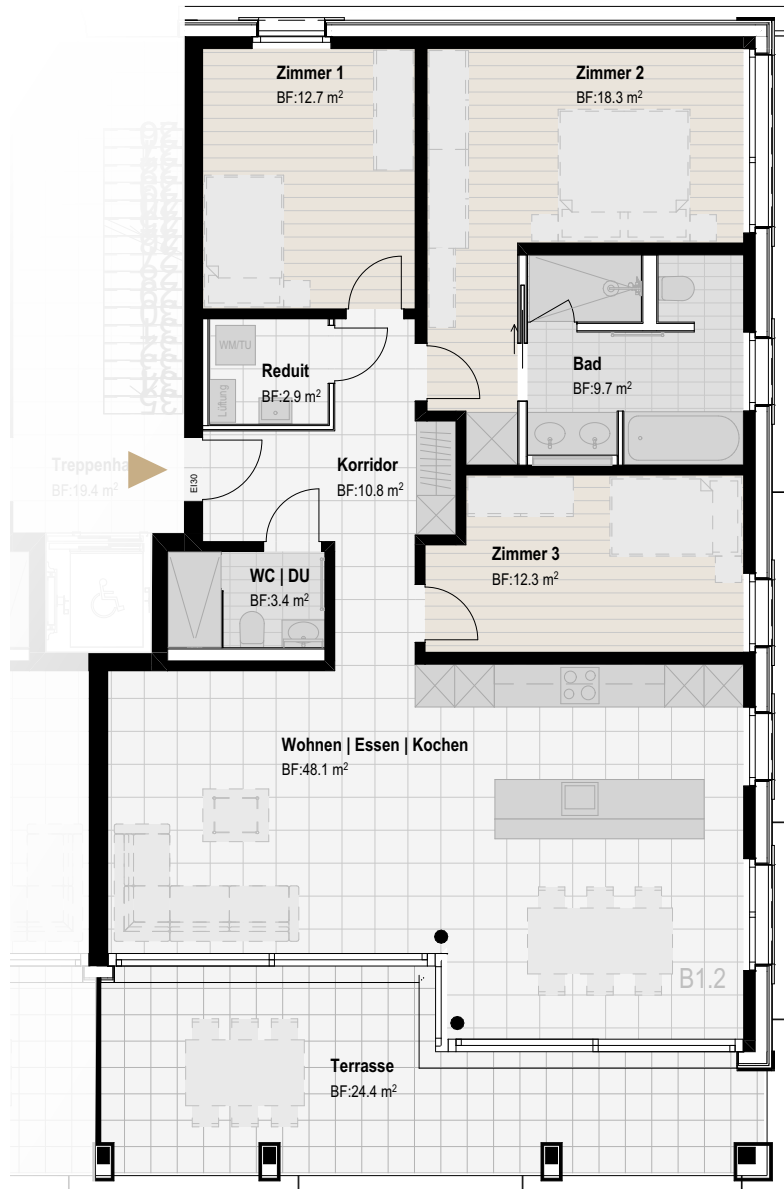 Zimmer 1
BF:12.7 m²
Zimmer 2
BF:18.3 m²
WM/TU
Reduit
BF:2.9 m²
Lüftung
Bad
BF:9.7 m²
Treppenha
BF:19.4 m²
EI30
Korridor
BF:10.8 m²
Zimmer 3
BF:12.3 m²
WC | DU
BF:3.4 m²
Wohnen | Essen | Kochen
BF:48.1 m²
B1.2
Terrasse
BF:24.4 m²